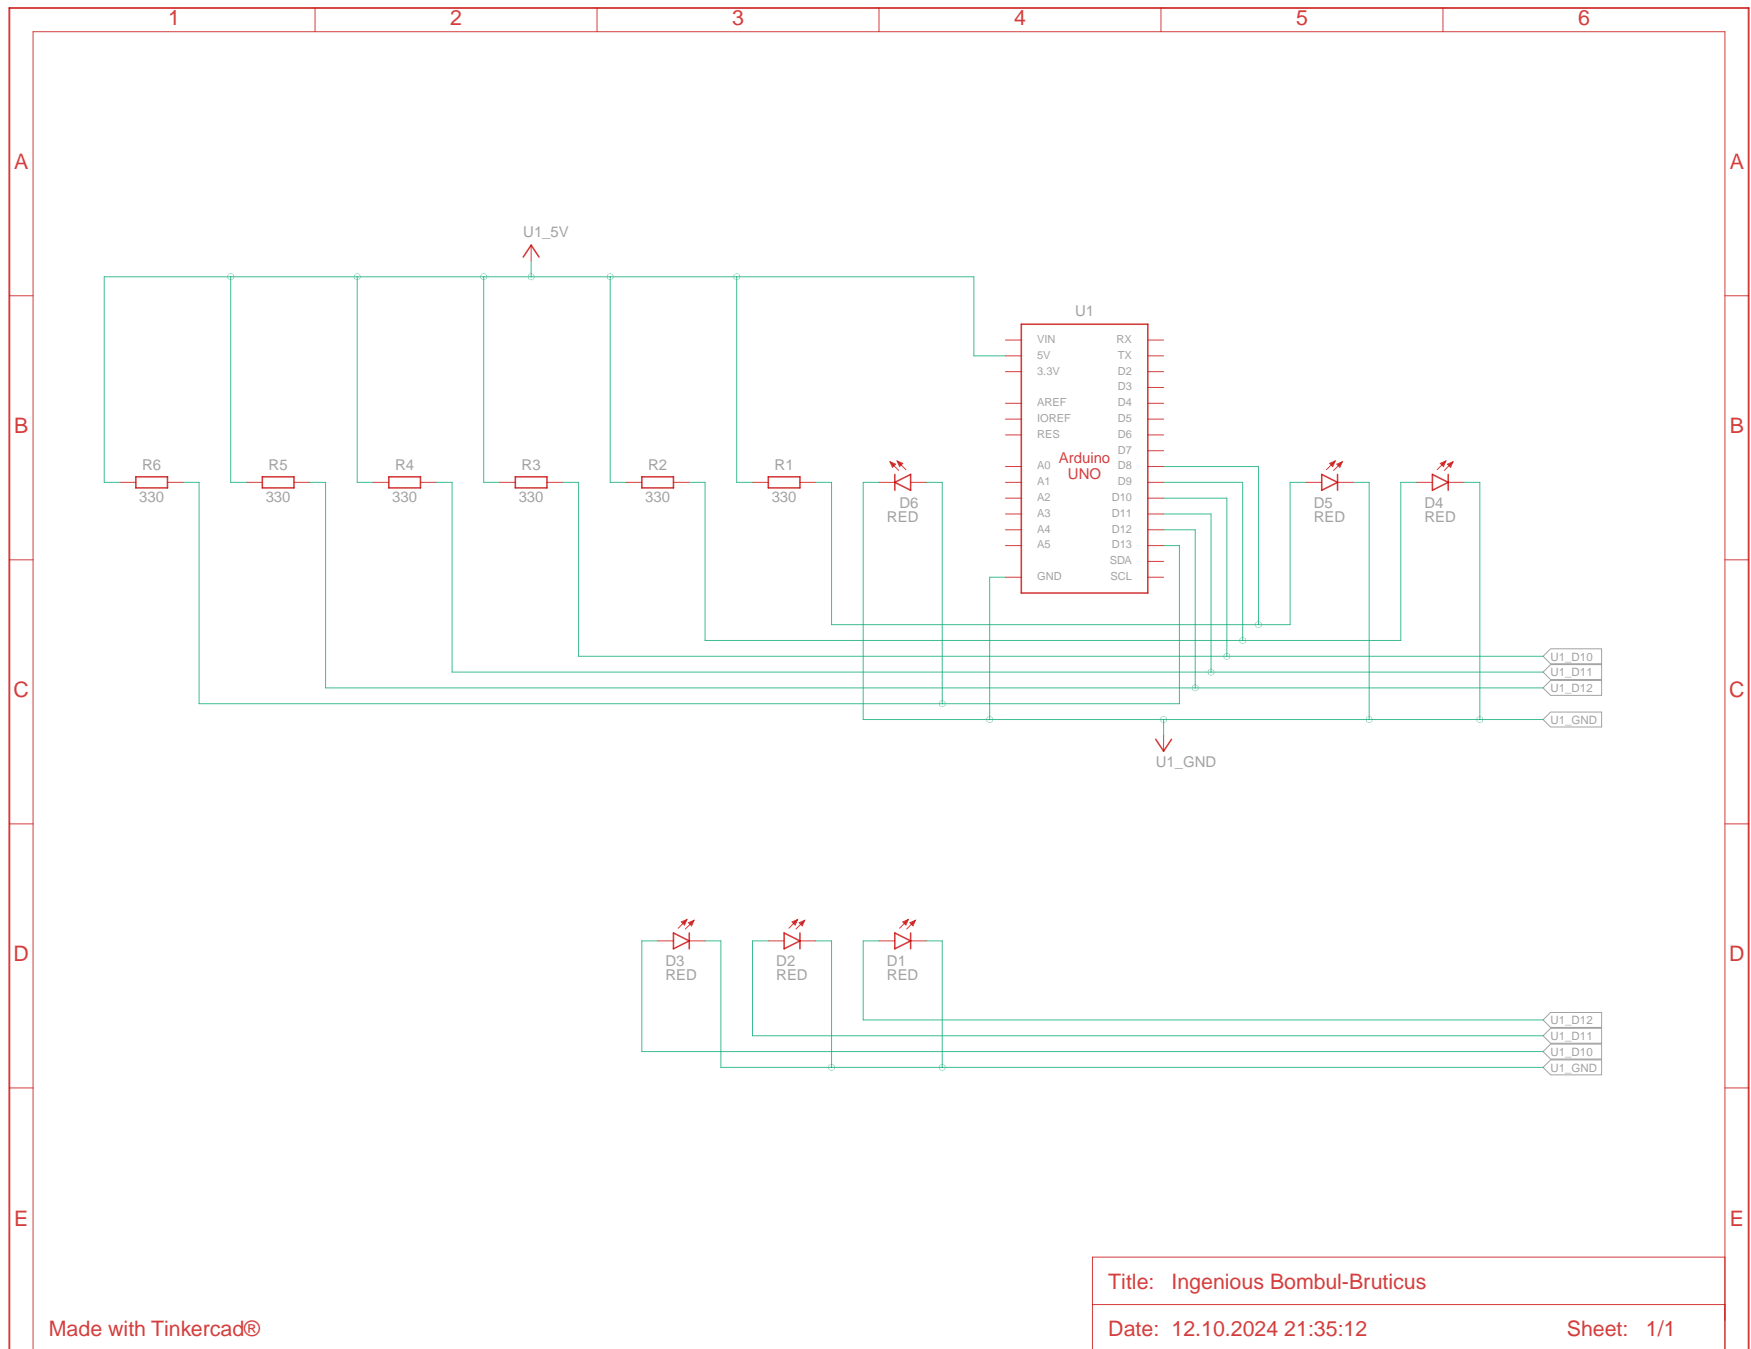 1 2 3 4 5 6
A A
U1_5V
U1
VIN RX
5V TX
3.3V D2
D3
AREF D4
IOREF D5
RES D6
D7
A0 D8
Arduino
UNO
A1 D9
A2 D10
A3 D11
A4 D12
A5 D13
SDA
GND SCL
B B
R6 R5 R4 R3 R2 R1
330 330 330 330 330 330
D6
RED
D5
RED
D4
RED
U1_D10
U1_D11
U1_D12
C C
U1_GND
U1_GND
D D
D3 D2 D1
RED RED RED
U1_D12
U1_D11
U1_D10
U1_GND
E E
Title: Ingenious Bombul-Bruticus
Made with Tinkercad®
Date: 12.10.2024 21:35:12 Sheet: 1/1